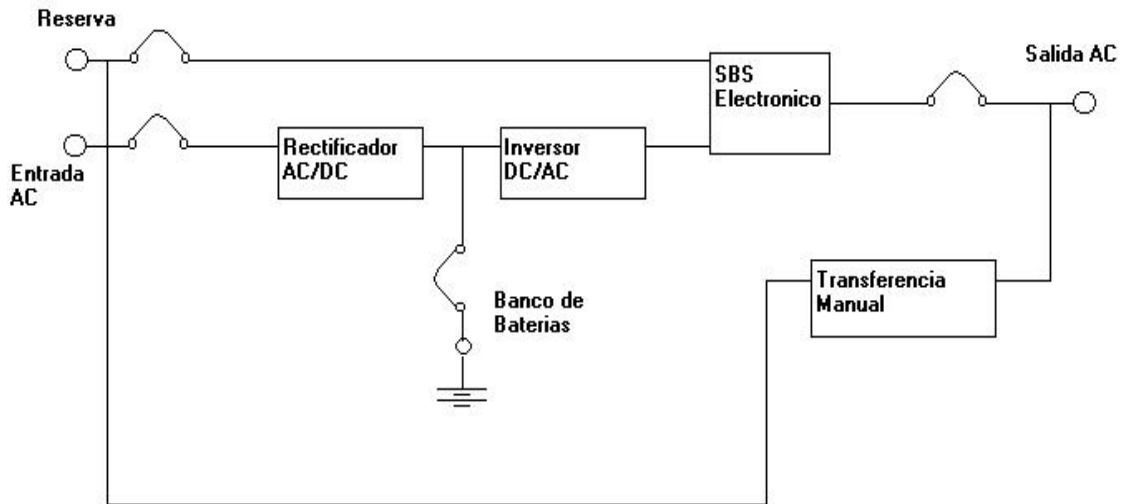 Reserva
SBS
Electronico
Salida AC
Entrada
AC
Rectificador
AC/DC
Inversor
DC/AC
Banco de
Baterias
Transferencia
Manual